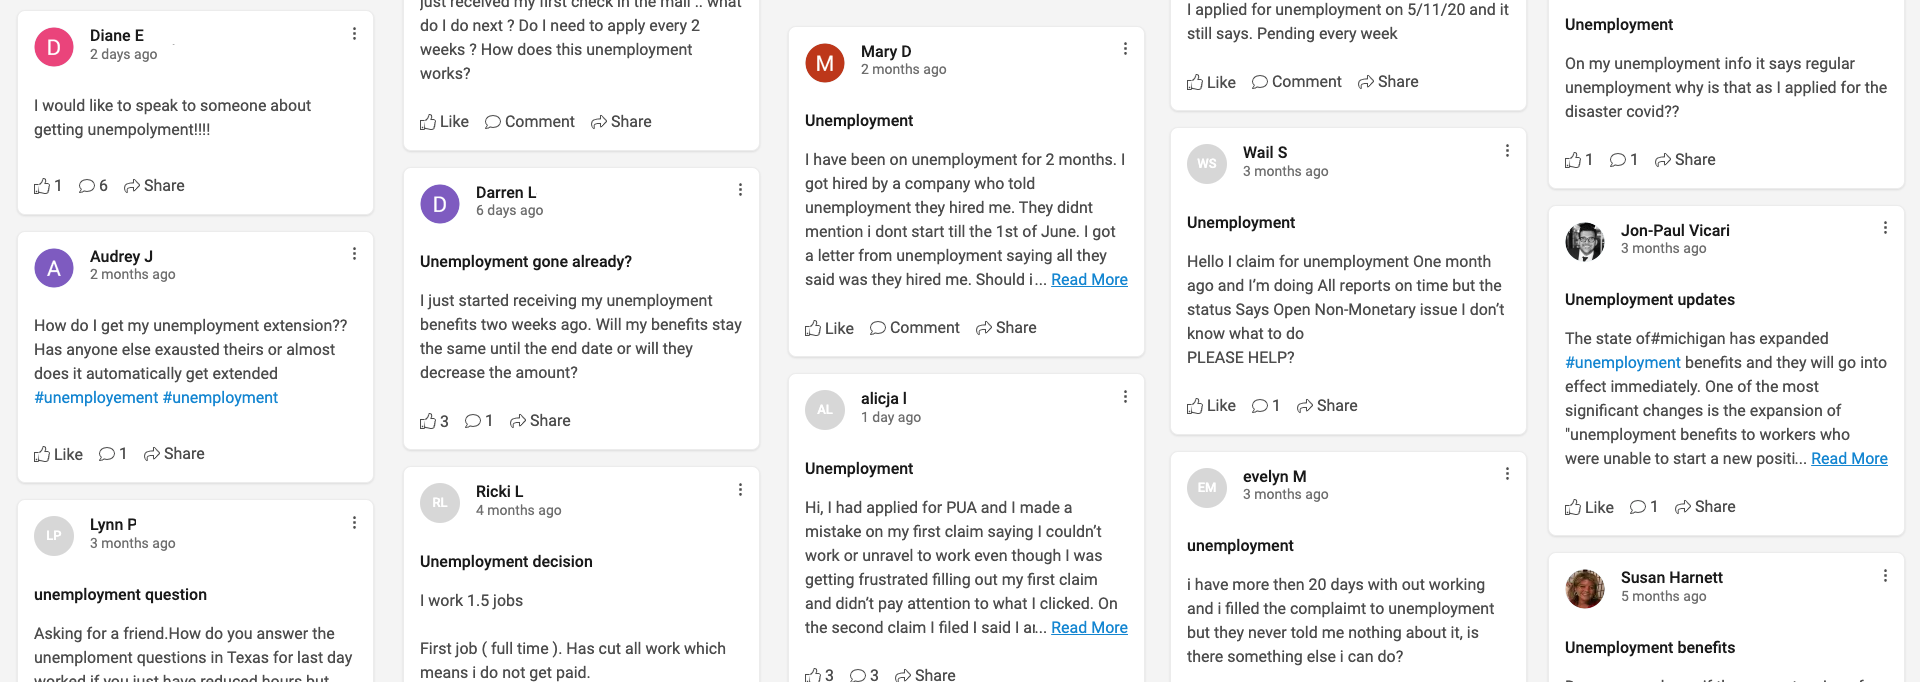 D
Diane E
2 days ago
I would like to speak to someone about
getting unempolyment!!!!
1 6 Share
A
Audrey J
2 months ago
How do I get my unemployment extension??
Has anyone else exausted theirs or almost
does it automatically get extended
#unemployement #unemployment
Like 1 Share
LP
Lynn P
3 months ago
unemployment question
Asking for a friend.How do you answer the
unemploment questions in Texas for last day
worked if you just have reduced hours but
just received my first check in the mail .. what
do I do next ? Do I need to apply every 2
weeks ? How does this unemployment
works?
Like Comment Share
D
Darren L
6 days ago
Unemployment gone already?
I just started receiving my unemployment
benefits two weeks ago. Will my benefits stay
the same until the end date or will they
decrease the amount?
3 1 Share
RL
Ricki L
4 months ago
Unemployment decision
I work 1.5 jobs
First job ( full time ). Has cut all work which
means i do not get paid.
M
Mary D
2 months ago
Unemployment
I have been on unemployment for 2 months. I
got hired by a company who told
unemployment they hired me. They didnt
mention i dont start till the 1st of June. I got
a letter from unemployment saying all they
said was they hired me. Should i... Read More
Like Comment Share
AL
alicja l
1 day ago
Unemployment
Hi, I had applied for PUA and I made a
mistake on my first claim saying I couldn't
work or unravel to work even though I was
getting frustrated filling out my first claim
and didn't pay attention to what I clicked. On
the second claim I filed I said I ar... Read More
3 3 Share
I applied for unemployment on 5/11/20 and it
still says. Pending every week
Like Comment Share
WS
Wail S
3 months ago
Unemployment
Hello I claim for unemployment One month
ago and I'm doing All reports on time but the
status Says Open Non-Monetary issue I don't
know what to do
PLEASE HELP?
Like 1 Share
EM
evelyn M
3 months ago
unemployment
i have more then 20 days with out working
and i filled the complaimt to unemployment
but they never told me nothing about it, is
there something else i can do?
Unemployment
On my unemployment info it says regular
unemployment why is that as I applied for the
disaster covid??
1 1 Share
Jon-Paul Vicari
3 months ago
Unemployment updates
The state of#michigan has expanded
#unemployment benefits and they will go into
effect immediately. One of the most
significant changes is the expansion of
"unemployment benefits to workers who
were unable to start a new positi... Read More
Like 1 Share
Susan Harnett
5 months ago
Unemployment benefits